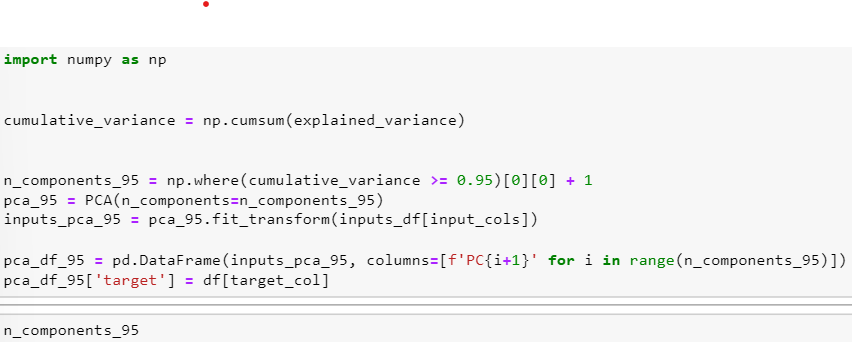 import numpy as np
cumulative_variance = np.cumsum(explained_variance)
n_components_95 = np.where(cumulative_variance >= 0.95)[0][0] + 1
pca_95 = PCA(n_components=n_components_95)
inputs_pca_95 = pca_95.fit_transform(inputs_df[input_cols])
pca_df_95 = pd.DataFrame(inputs_pca_95, columns=[f'PC{i+1}' for i in range(n_components_95)])
pca_df_95['target'] = df[target_col]
n_components_95